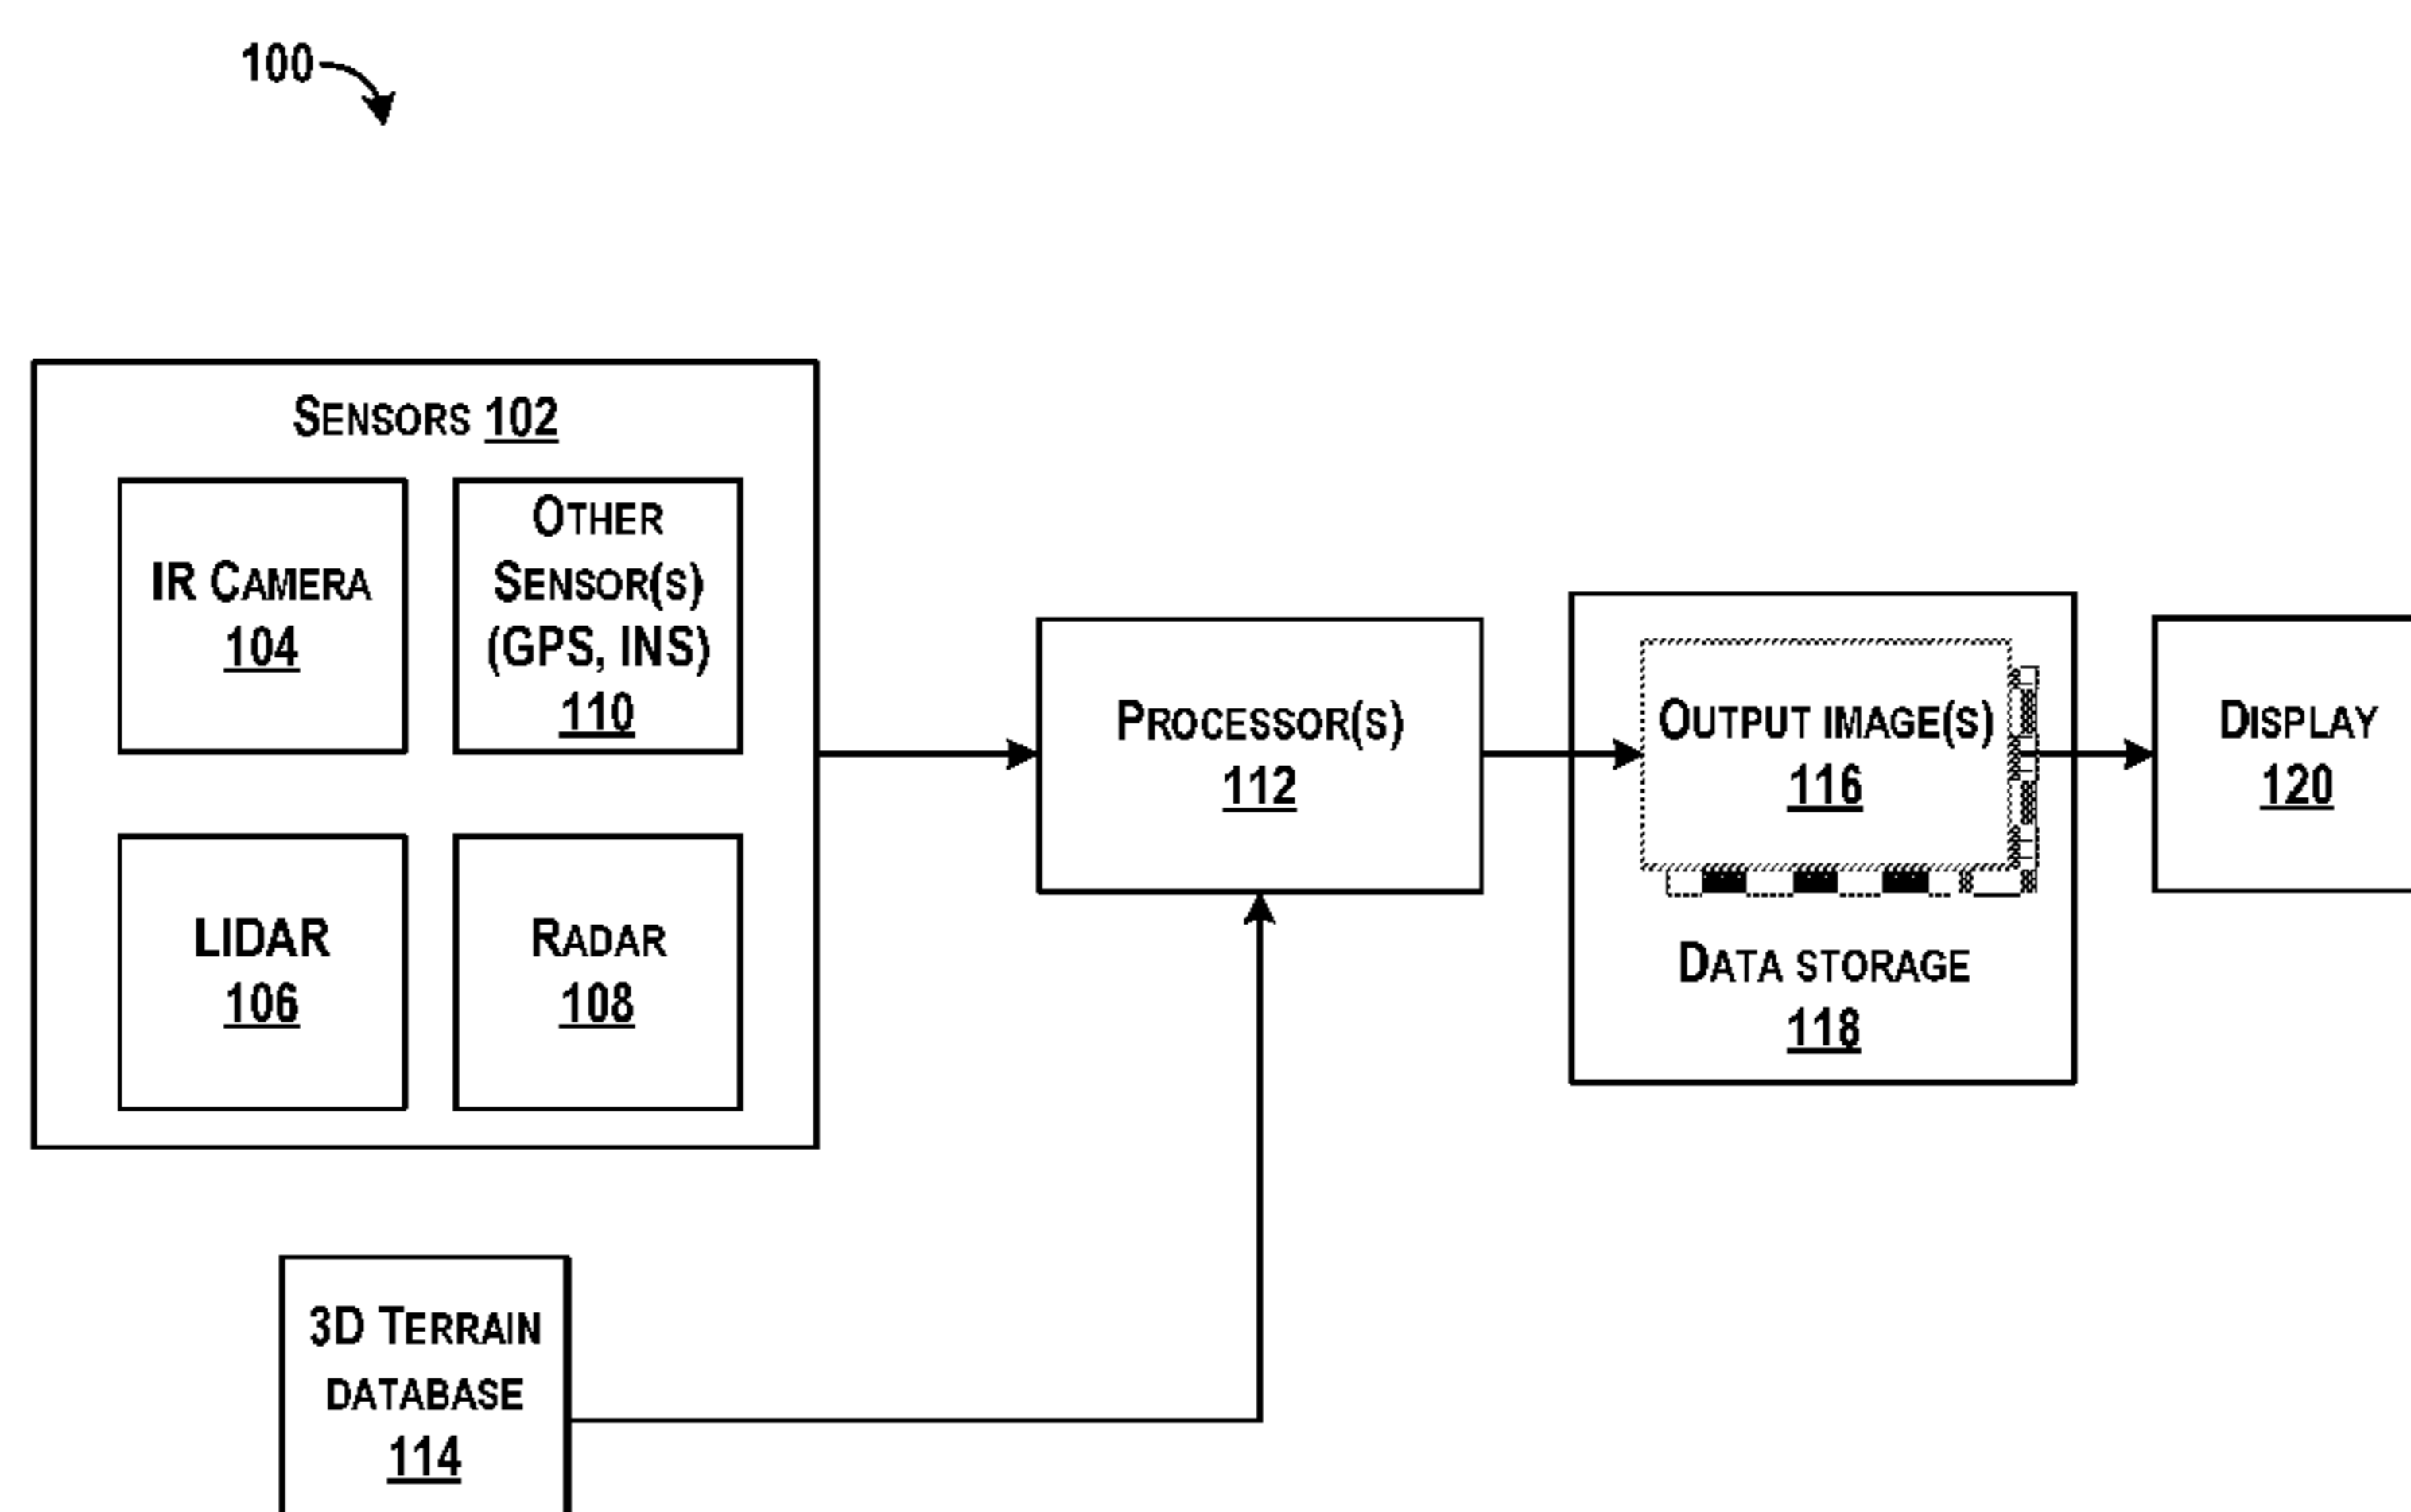 100
SENSORS 102
IR CAMERA
104
OTHER
SENSOR(S)
(GPS, INS)
110
LIDAR
106
RADAR
108
PROCESSOR(S)
112
OUTPUT IMAGE(S)
116
DATA STORAGE
118
DISPLAY
120
3D TERRAIN
DATABASE
114